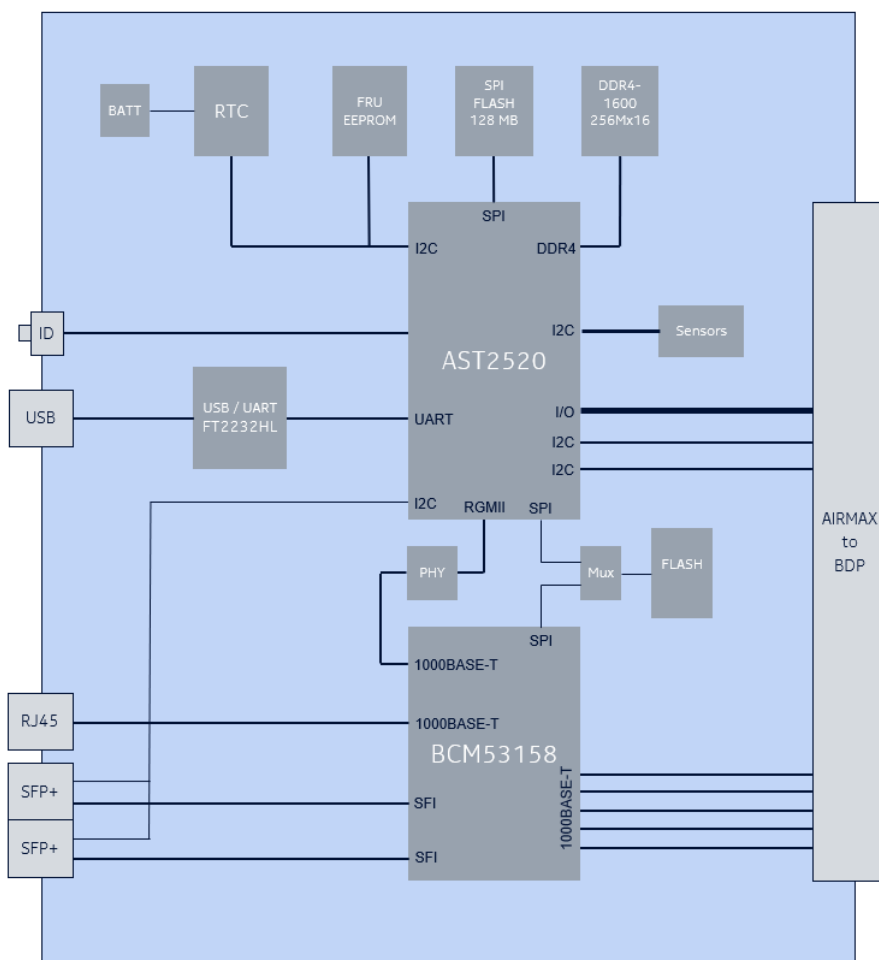 BATT
RTC
FRU
EEPROM
SPI
FLASH
128 MB
DDR4-
1600
256Mx16
SPI
I2C
DDR4
ID
I2C
Sensors
AST2520
USB
USB / UART
FT2232HL
UART
I/O
I2C
I2C
I2C
RGMII
SPI
AIRMAX
to
BDP
PHY
Mux
FLASH
SPI
1000BASE-T
RJ45
1000BASE-T
BCM53158
SFP+
SFI
1000BASE-T
SFP+
SFI